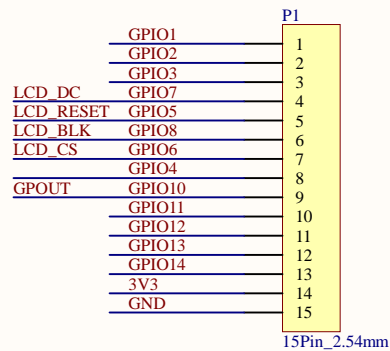 P1
GPIO1 1
GPIO2 2
GPIO3 3
LCD_DC GPIO7 4
LCD_RESET GPIO5 5
LCD_BLK GPIO8 6
LCD_CS GPIO6 7
GPIO4 8
GPOUT GPIO10 9
GPIO11 10
GPIO12 11
GPIO13 12
GPIO14 13
3V3 14
GND 15
15Pin_2.54mm